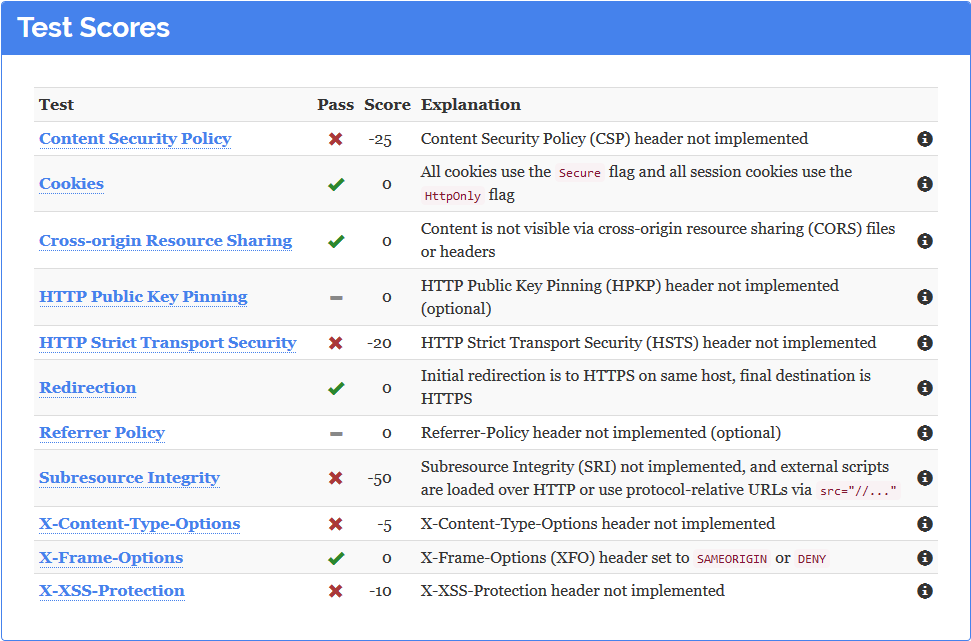 Test Scores
Test Pass Score Explanation
Content Security Policy -25 Content Security Policy (CSP) header not implemented
Cookies 0 All cookies use the Secure flag and all session cookies use the
HttpOnly flag
Cross-origin Resource Sharing 0 Content is not visible via cross-origin resource sharing (CORS) files
or headers
HTTP Public Key Pinning 0 HTTP Public Key Pinning (HPKP) header not implemented
(optional)
HTTP Strict Transport Security -20 HTTP Strict Transport Security (HSTS) header not implemented
Redirection 0 Initial redirection is to HTTPS on same host, final destination is
HTTPS
Referrer Policy 0 Referrer-Policy header not implemented (optional)
Subresource Integrity -50 Subresource Integrity (SRI) not implemented, and external scripts
are loaded over HTTP or use protocol-relative URLs via src="//..."
X-Content-Type-Options -5 X-Content-Type-Options header not implemented
X-Frame-Options 0 X-Frame-Options (XFO) header set to SAMEORIGIN or DENY
X-XSS-Protection -10 X-XSS-Protection header not implemented